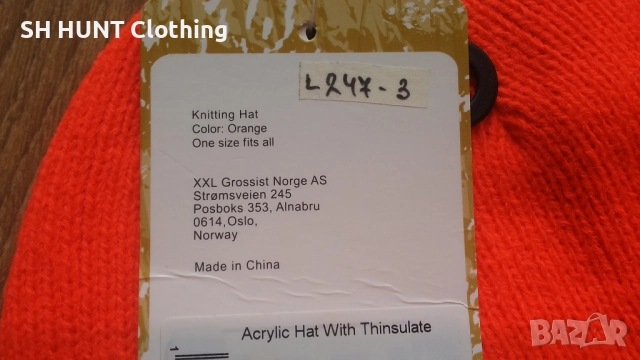 SH HUNT Clothing
L247-3
Knitting Hat
Color: Orange
One size fits all
XXL Grossist Norge AS
Strømsveien 245
Posboks 353, Alnabru
0614,Oslo,
Norway
Made in China
Acrylic Hat With Thinsulate
1
BAZAR